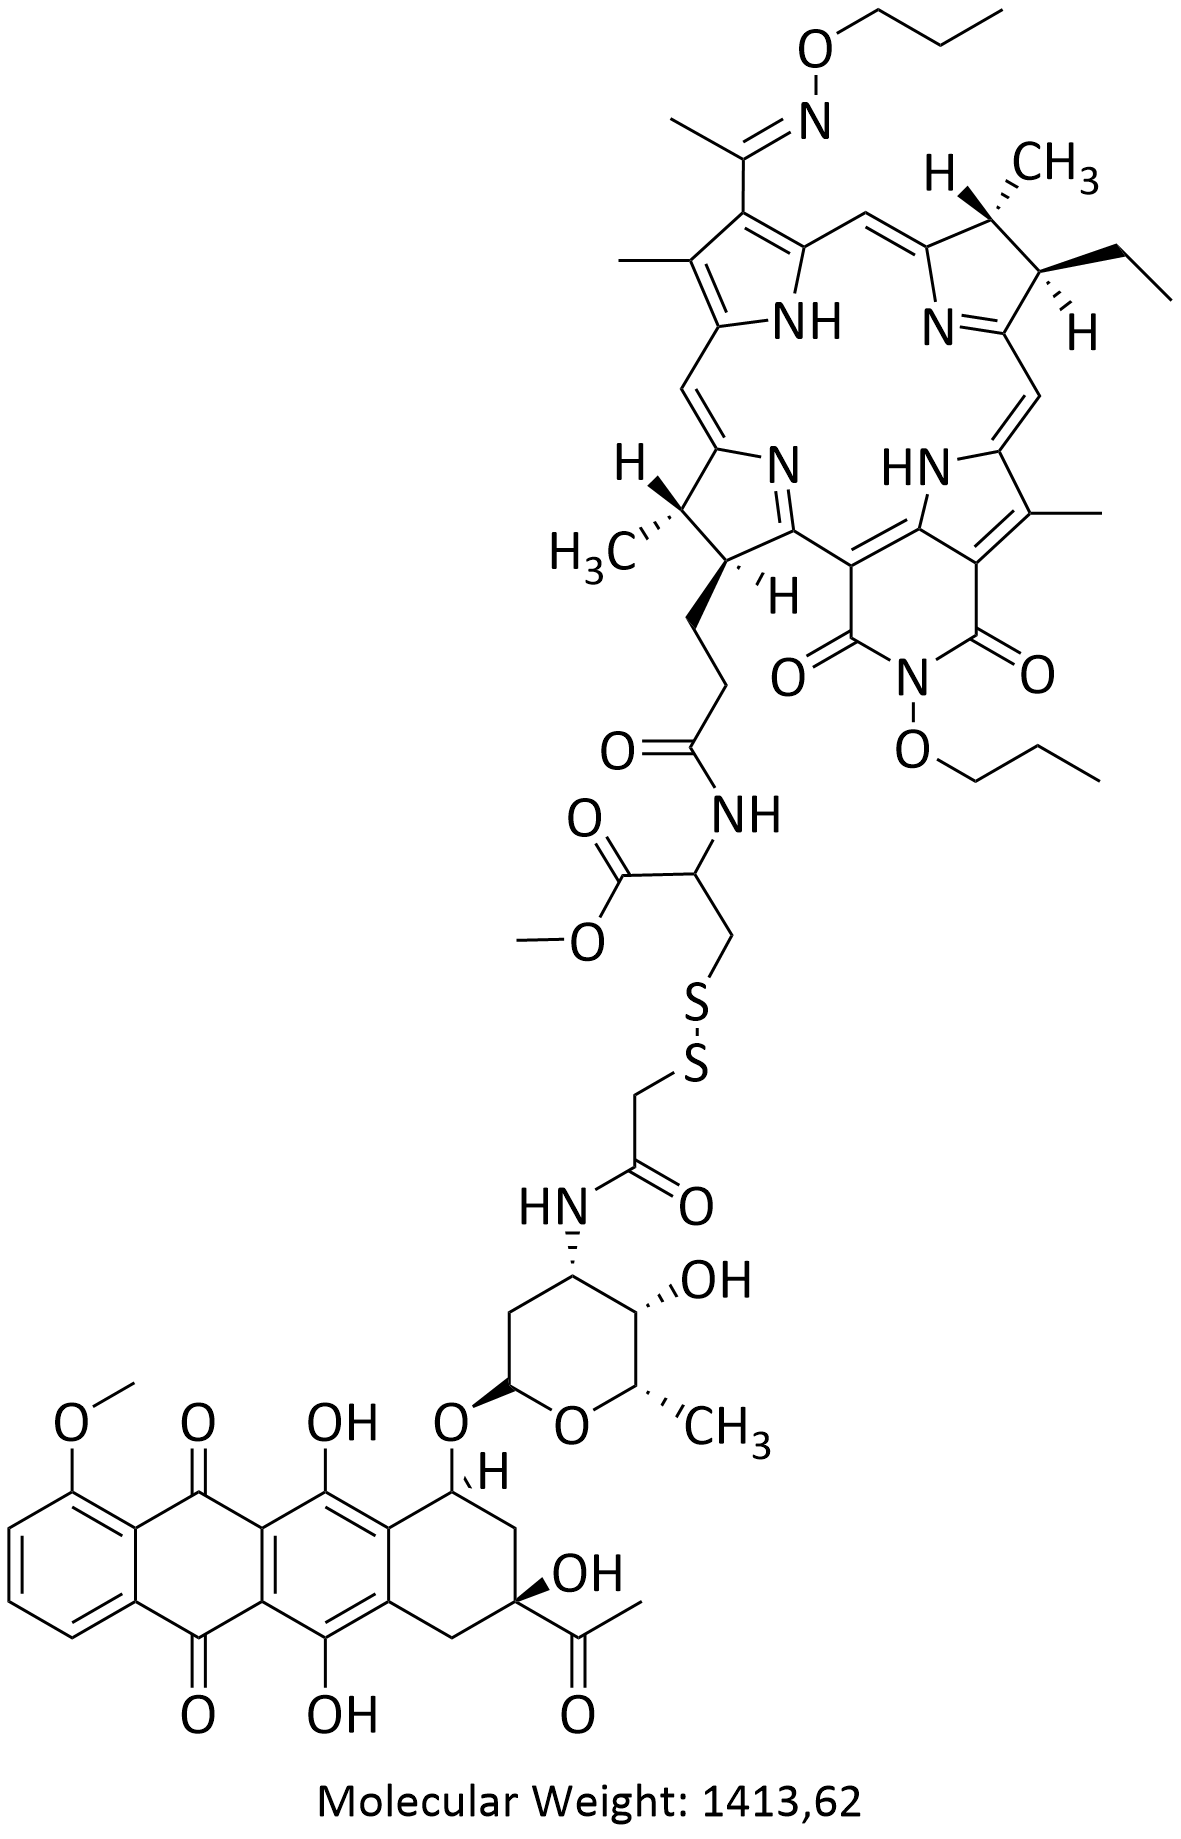 O
N
H CH3
NH N H
H N HN
H3C H
O N O
O
O
NH
O
O
S
S
HN O
OH
O O OH O O CH3
H
OH
O OH O
Molecular Weight: 1413,62